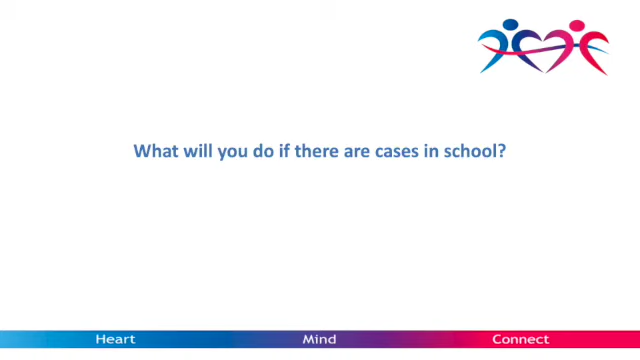 What will you do if there are cases in school?
Heart Mind Connect